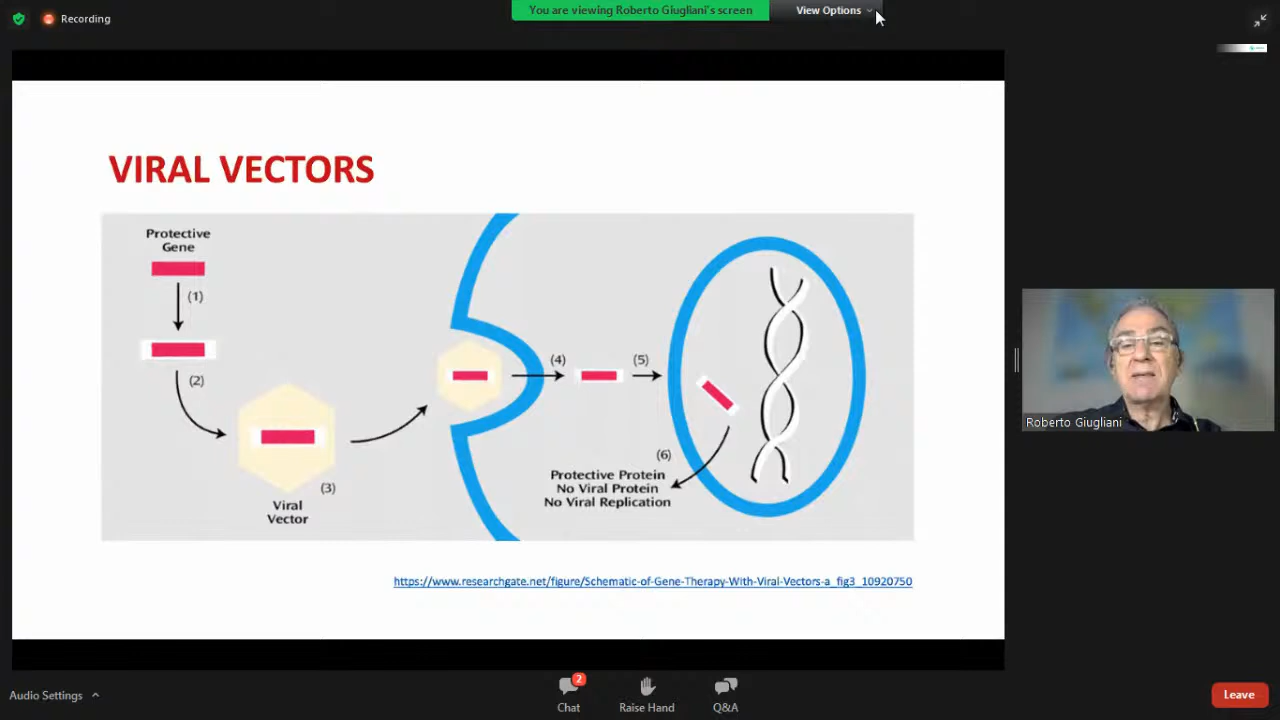 Recording
You are viewing Roberto Giugliani's screen
View Options
VIRAL VECTORS
Protective
Gene
(1)
(2)
(3)
Viral
Vector
(4)
(5)
(6)
Protective Protein
No Viral Protein
No Viral Replication
https://www.researchgate.net/figure/Schematic-of-Gene-Therapy-With-Viral-Vectors-a_fig3_10920750
Roberto Giugliani
Audio Settings
2
Chat
Raise Hand
Q&A
Leave